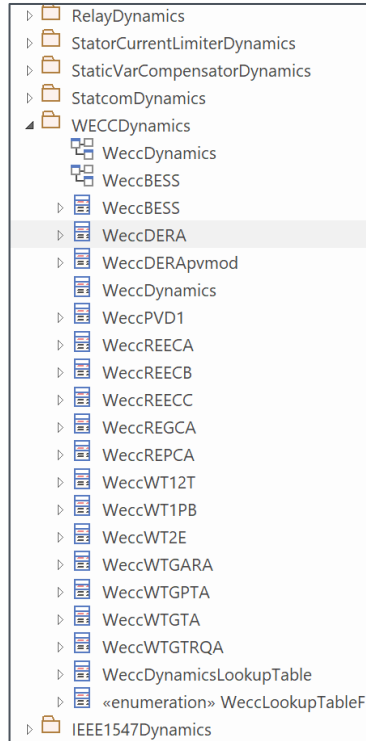 RelayDynamics
StatorCurrentLimiterDynamics
StaticVarCompensatorDynamics
StatcomDynamics
WECCDynamics
WeccDynamics
WeccBESS
WeccBESS
WeccDERA
WeccDERApvmod
WeccDynamics
WeccPVD1
WeccREECA
WeccREECB
WeccREECC
WeccREGCA
WeccREPCA
WeccWT12T
WeccWT1PB
WeccWT2E
WeccWTGARA
WeccWTGPTA
WeccWTGTA
WeccWTGTRQA
WeccDynamicsLookupTable
«enumeration» WeccLookupTableF
IEEE1547Dynamics